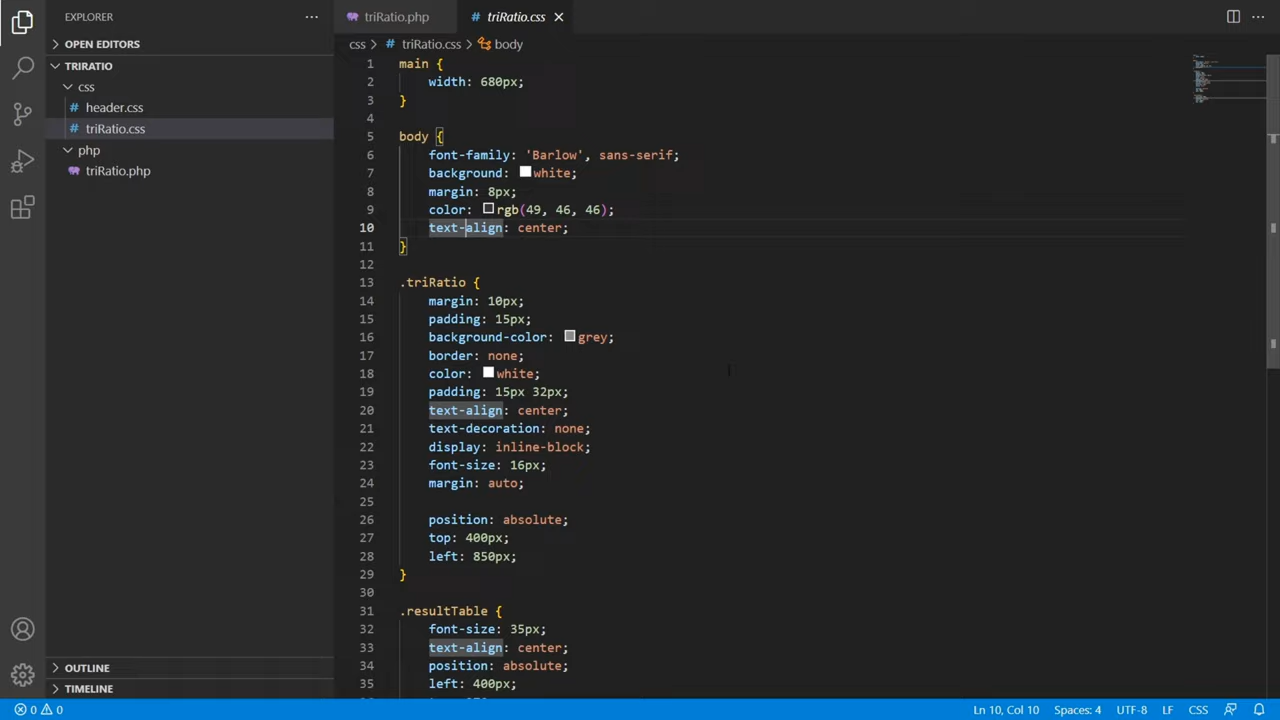 EXPLORER
···
triRatio.php
# triRatio.css
···
OPEN EDITORS
css > # triRatio.css > body
TRIRATIO
css
# header.css
# triRatio.css
php
triRatio.php
OUTLINE
TIMELINE
1 main {
2 width: 680px;
3 }
4
5 body {
6 font-family: 'Barlow', sans-serif;
7 background: white;
8 margin: 8px;
9 color: rgb(49, 46, 46);
10 text-align: center;
11 }
12
13 .triRatio {
14 margin: 10px;
15 padding: 15px;
16 background-color: grey;
17 border: none;
18 color: white;
19 padding: 15px 32px;
20 text-align: center;
21 text-decoration: none;
22 display: inline-block;
23 font-size: 16px;
24 margin: auto;
25
26 position: absolute;
27 top: 400px;
28 left: 850px;
29 }
30
31 .resultTable {
32 font-size: 35px;
33 text-align: center;
34 position: absolute;
35 left: 400px;
0 0 Ln 10, Col 10 Spaces: 4 UTF-8 LF CSS